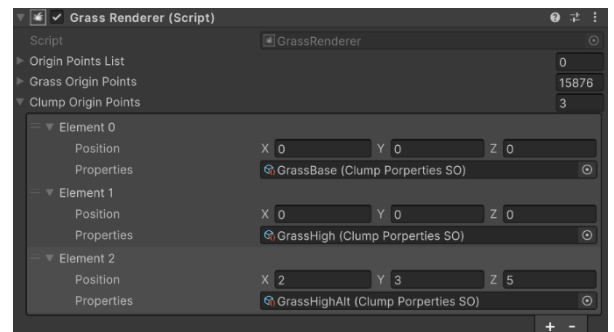 Grass Renderer (Script)
Script GrassRenderer
Origin Points List 0
Grass Origin Points 15876
Clump Origin Points 3
Element 0
Position X 0 Y 0 Z 0
Properties GrassBase (Clump Porperties SO)
Element 1
Position X 0 Y 0 Z 0
Properties GrassHigh (Clump Porperties SO)
Element 2
Position X 2 Y 3 Z 5
Properties GrassHighAlt (Clump Porperties SO)
+ -